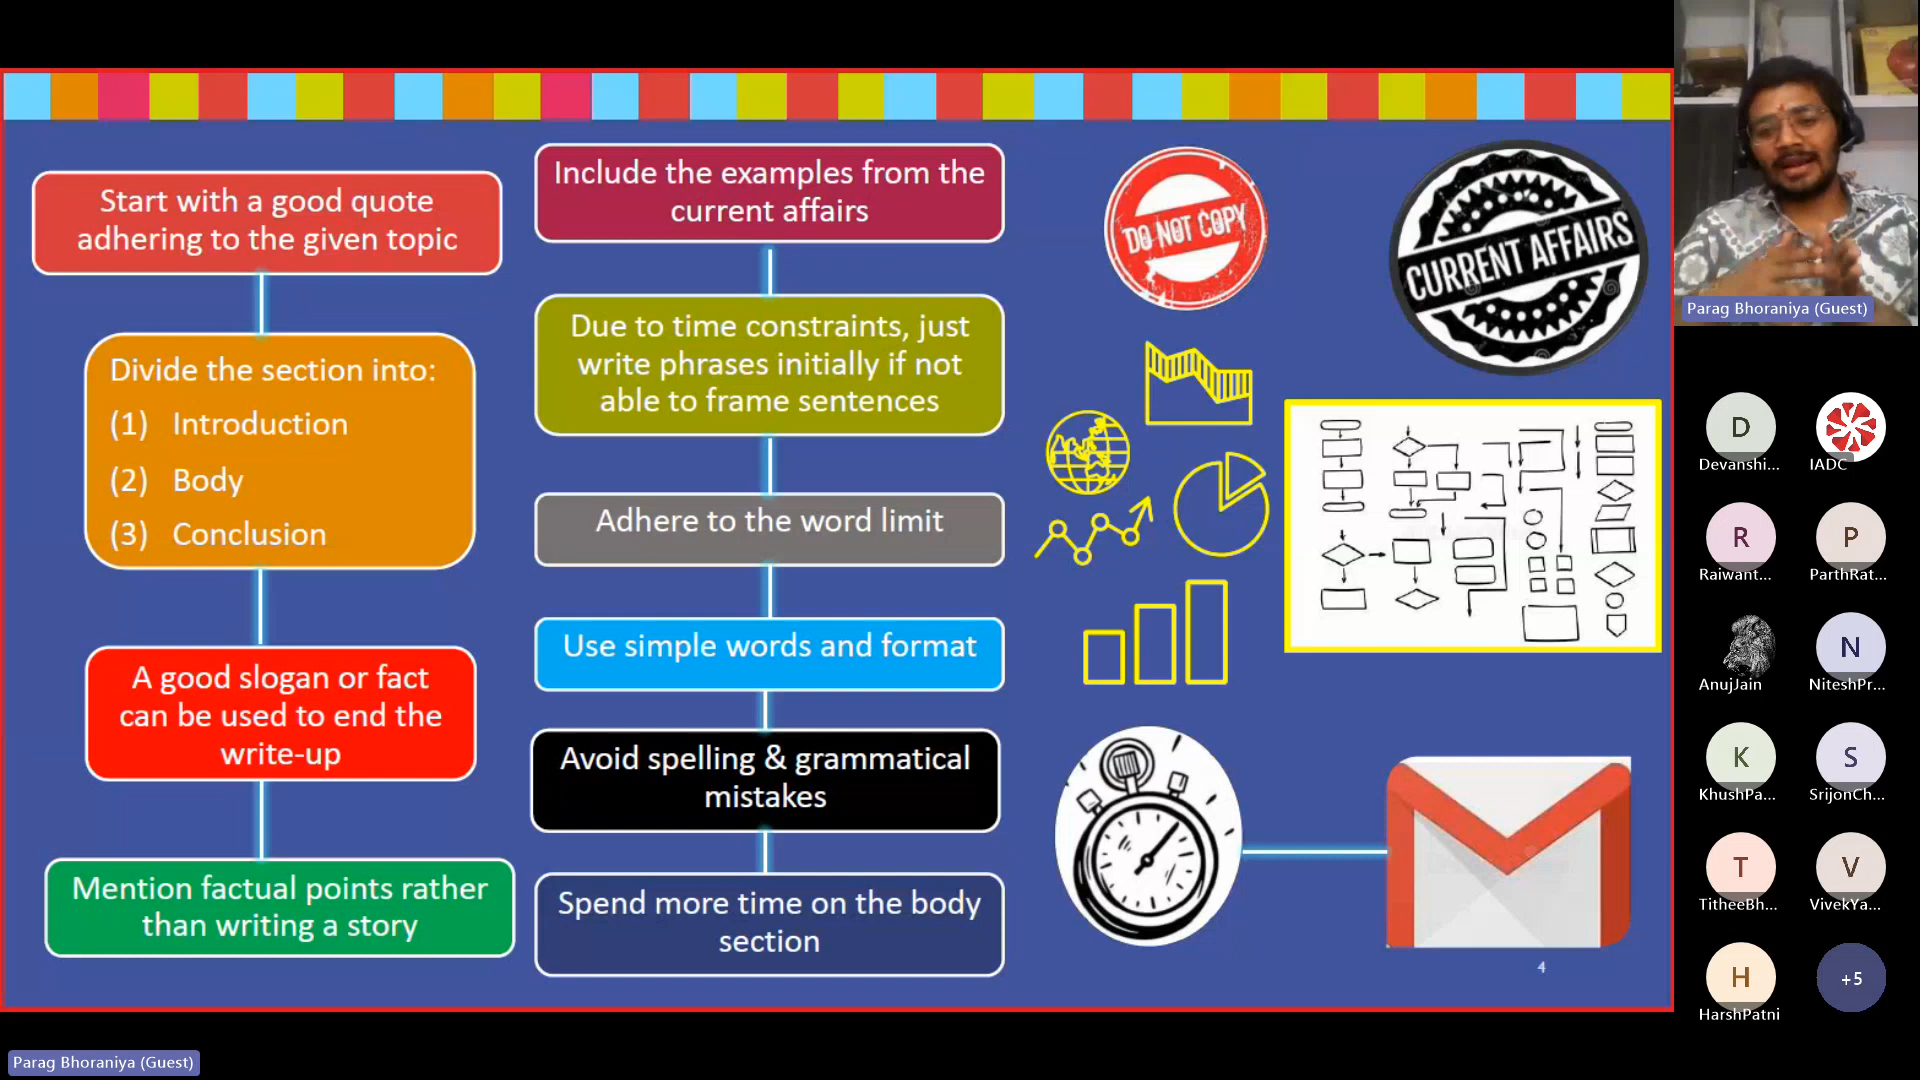 Start with a good quote
adhering to the given topic
Divide the section into:
(1) Introduction
(2) Body
(3) Conclusion
A good slogan or fact
can be used to end the
write-up
Mention factual points rather
than writing a story
Include the examples from the
current affairs
Due to time constraints, just
write phrases initially if not
able to frame sentences
Adhere to the word limit
Use simple words and format
Avoid spelling & grammatical
mistakes
Spend more time on the body
section
DO NOT COPY
CURRENT AFFAIRS
4
Parag Bhoraniya (Guest)
D
Devanshi...
IADC
R
Raiwant...
P
ParthRat...
AnujJain
N
NiteshPr...
K
KhushPa...
S
SrijonCh...
T
TitheeBh...
V
VivekYa...
H
HarshPatni
+5
Parag Bhoraniya (Guest)